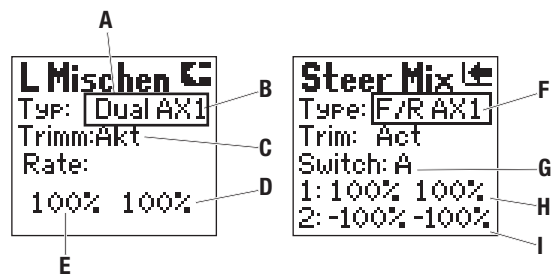 A
L Mischen
Typ: Dual AX1
B
Trimm:Akt
C
Rate:
100% 100%
D
E
Steer Mix
Type: F/R AX1
F
Trim: Act
Switch: A
G
1: 100% 100%
H
2: -100% -100%
I